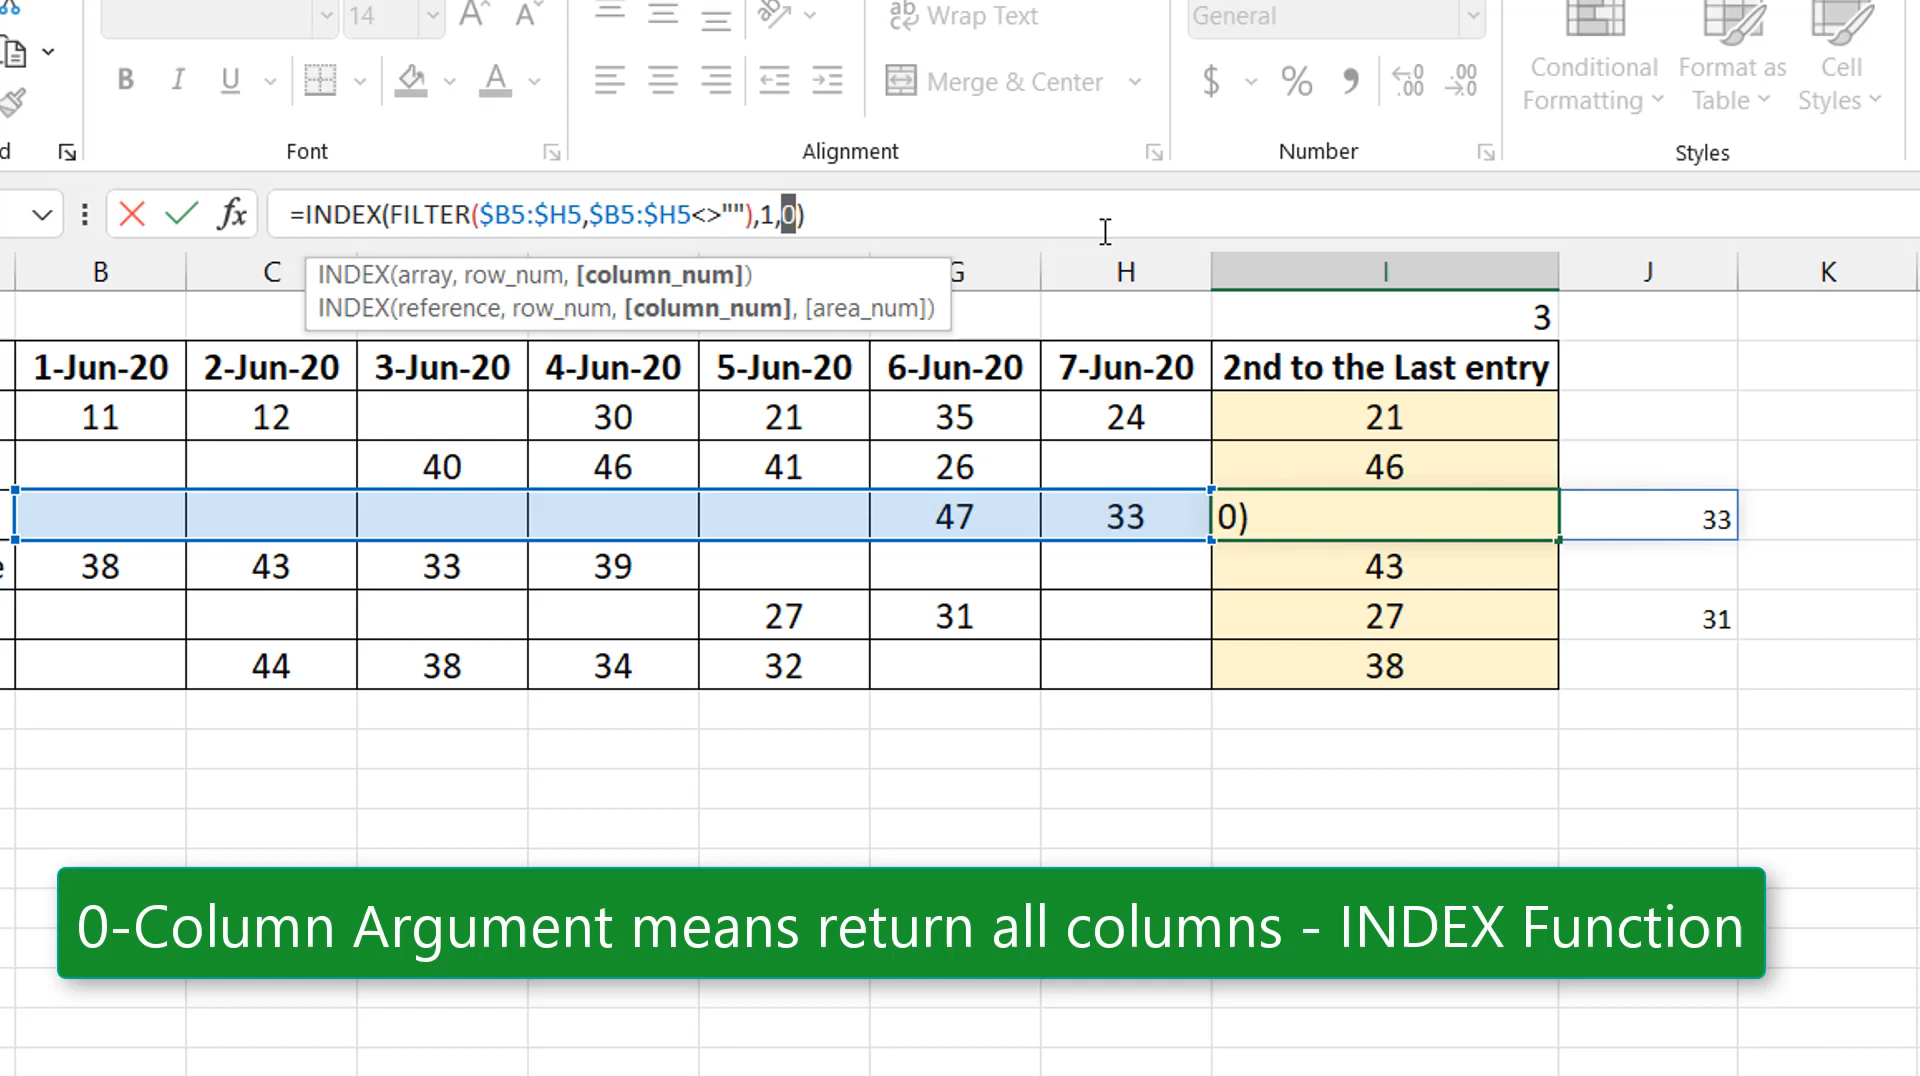 14 A A ab Wrap Text General
B I U A Merge & Center $ % , .00 .00 Conditional Formatting Format as Table Cell Styles
d Font Alignment Number Styles
fx =INDEX(FILTER($B5:$H5,$B5:$H5<>""),1,0)
B C G H I J K
INDEX(array, row_num, [column_num])
INDEX(reference, row_num, [column_num], [area_num])
3
1-Jun-20 2-Jun-20 3-Jun-20 4-Jun-20 5-Jun-20 6-Jun-20 7-Jun-20 2nd to the Last entry
11 12 30 21 35 24 21
40 46 41 26 46
47 33 0) 33
e 38 43 33 39 43
27 31 27 31
44 38 34 32 38
0-Column Argument means return all columns - INDEX Function